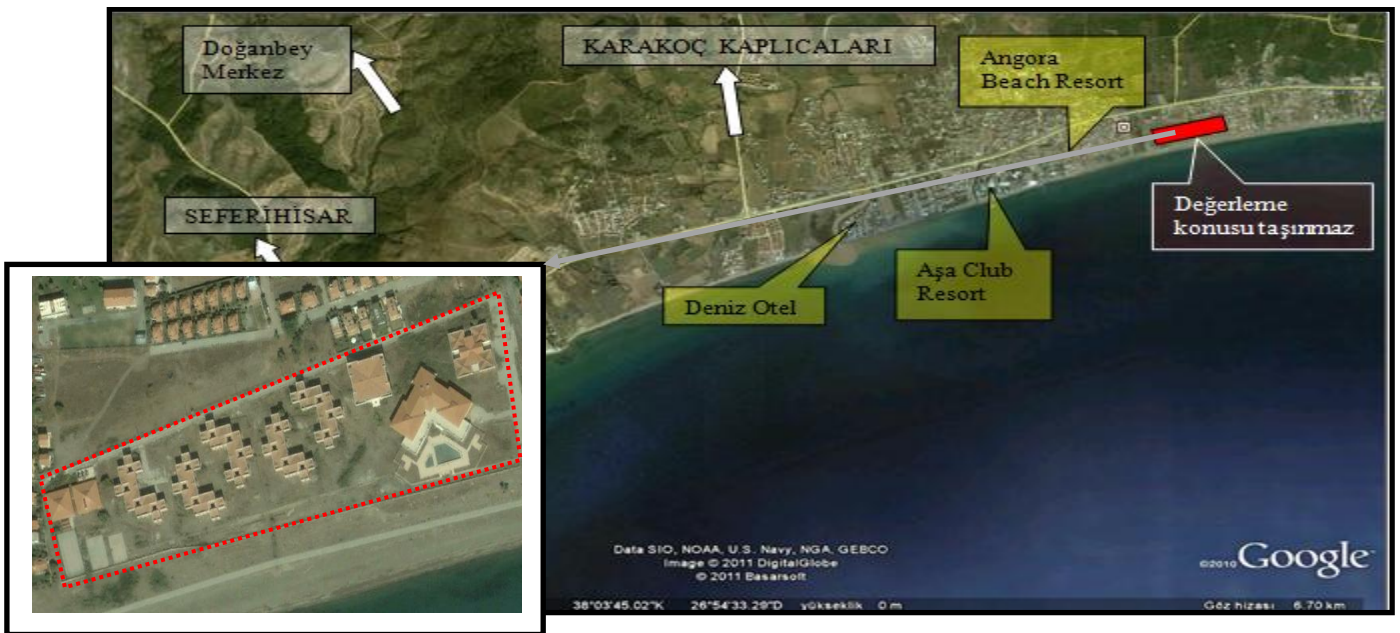 Doğanbey
Merkez
KARAKOÇ KAPLICALARI
Angora
Beach Resort
SEFERİHİSAR
Değerleme
konusu taşınmaz
Aşa Club
Resort
Deniz Otel
Data SIO, NOAA, U.S. Navy, NGA, GEBCO
Image © 2011 DigitalGlobe
© 2011 Basarsoft
©2010 Google
38°03'45.02"K 26°54'33.29"D yükseklik 0 m
Göz hizası 6.70 km